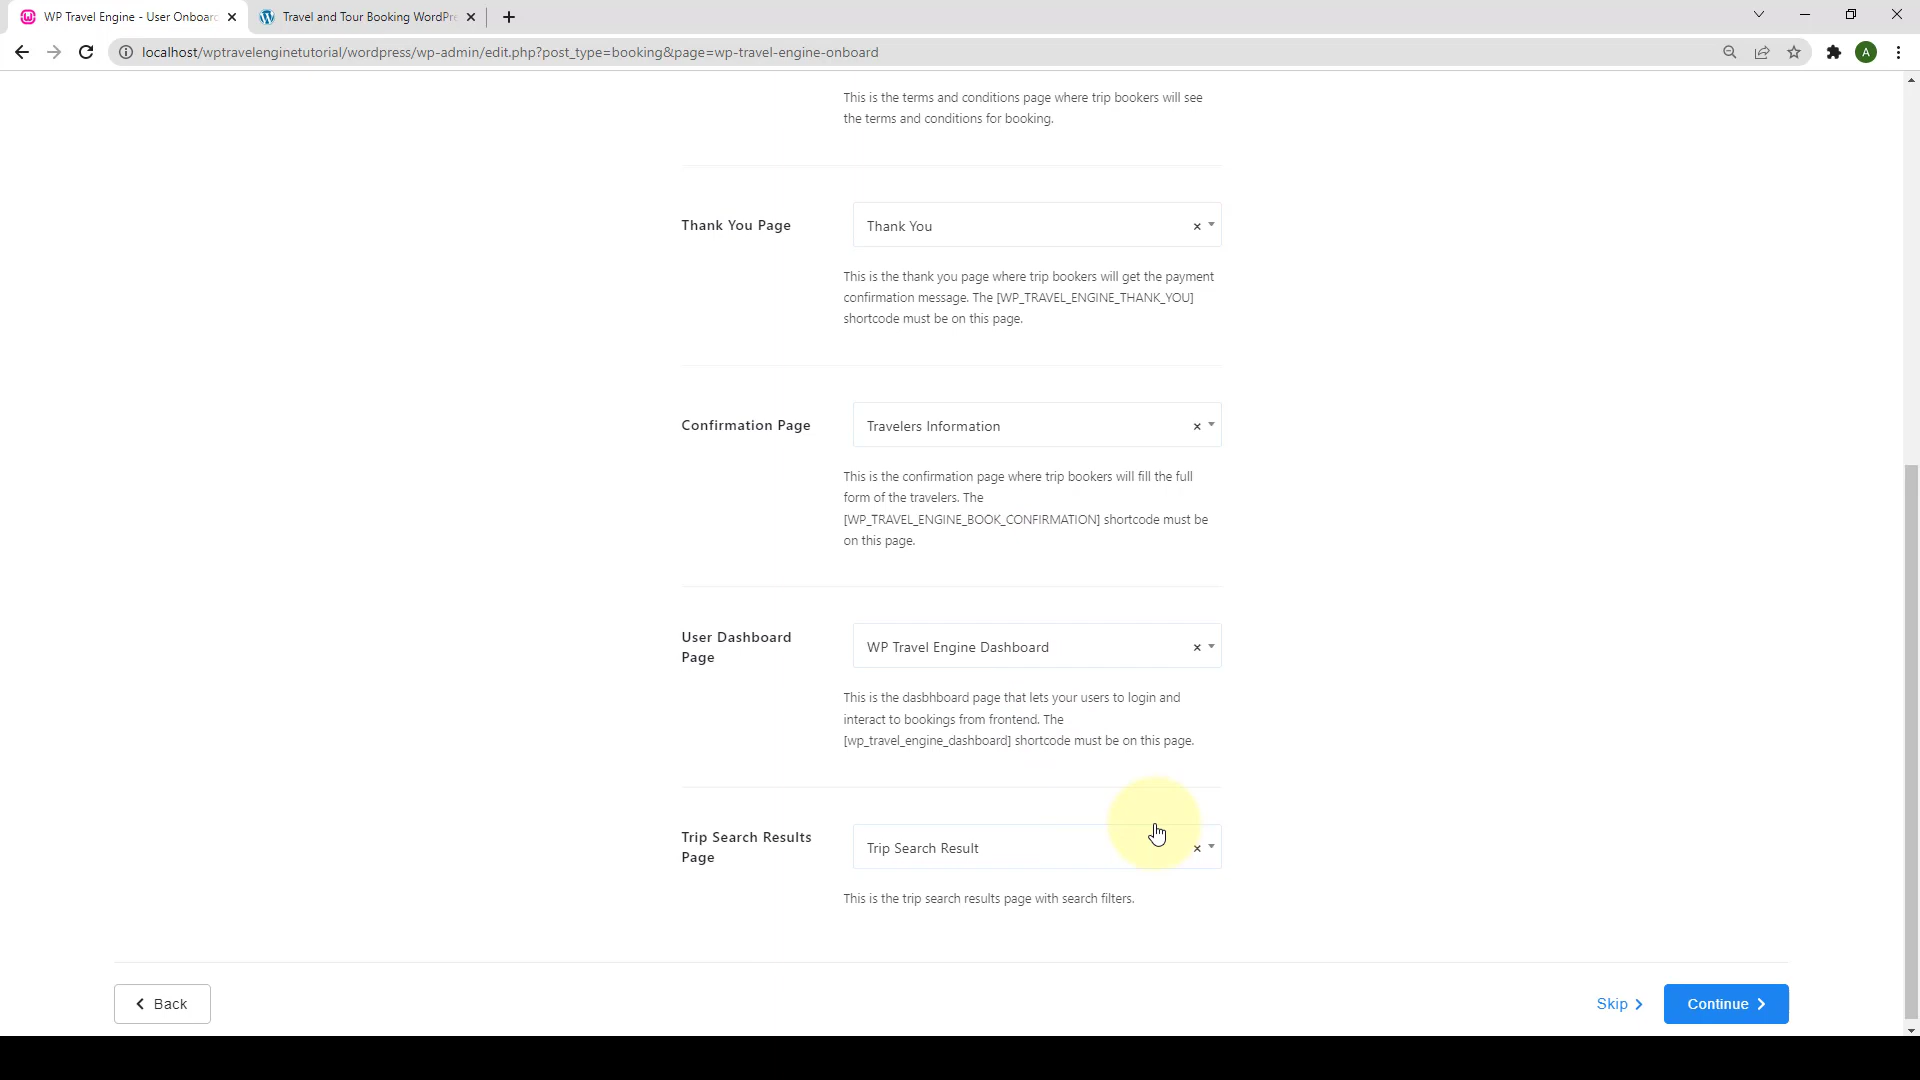 WP Travel Engine - User Onboar
Travel and Tour Booking WordPre
localhost/wptravelenginetutorial/wordpress/wp-admin/edit.php?post_type=booking&page=wp-travel-engine-onboard
A
This is the terms and conditions page where trip bookers will see
the terms and conditions for booking.
Thank You Page
Thank You
This is the thank you page where trip bookers will get the payment
confirmation message. The [WP_TRAVEL_ENGINE_THANK_YOU]
shortcode must be on this page.
Confirmation Page
Travelers Information
This is the confirmation page where trip bookers will fill the full
form of the travelers. The
[WP_TRAVEL_ENGINE_BOOK_CONFIRMATION] shortcode must be
on this page.
User Dashboard
Page
WP Travel Engine Dashboard
This is the dasbhboard page that lets your users to login and
interact to bookings from frontend. The
[wp_travel_engine_dashboard] shortcode must be on this page.
Trip Search Results
Page
Trip Search Result
This is the trip search results page with search filters.
Back
Skip
Continue